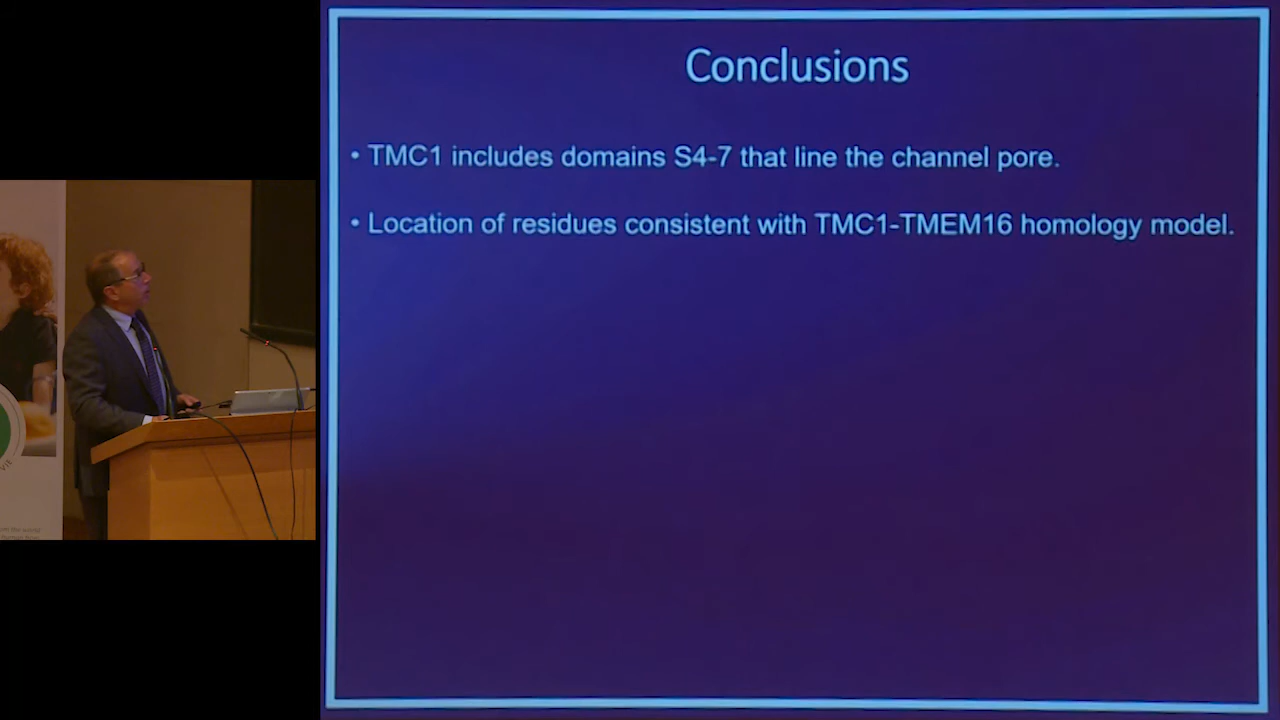 Conclusions
• TMC1 includes domains S4-7 that line the channel pore.
• Location of residues consistent with TMC1-TMEM16 homology model.